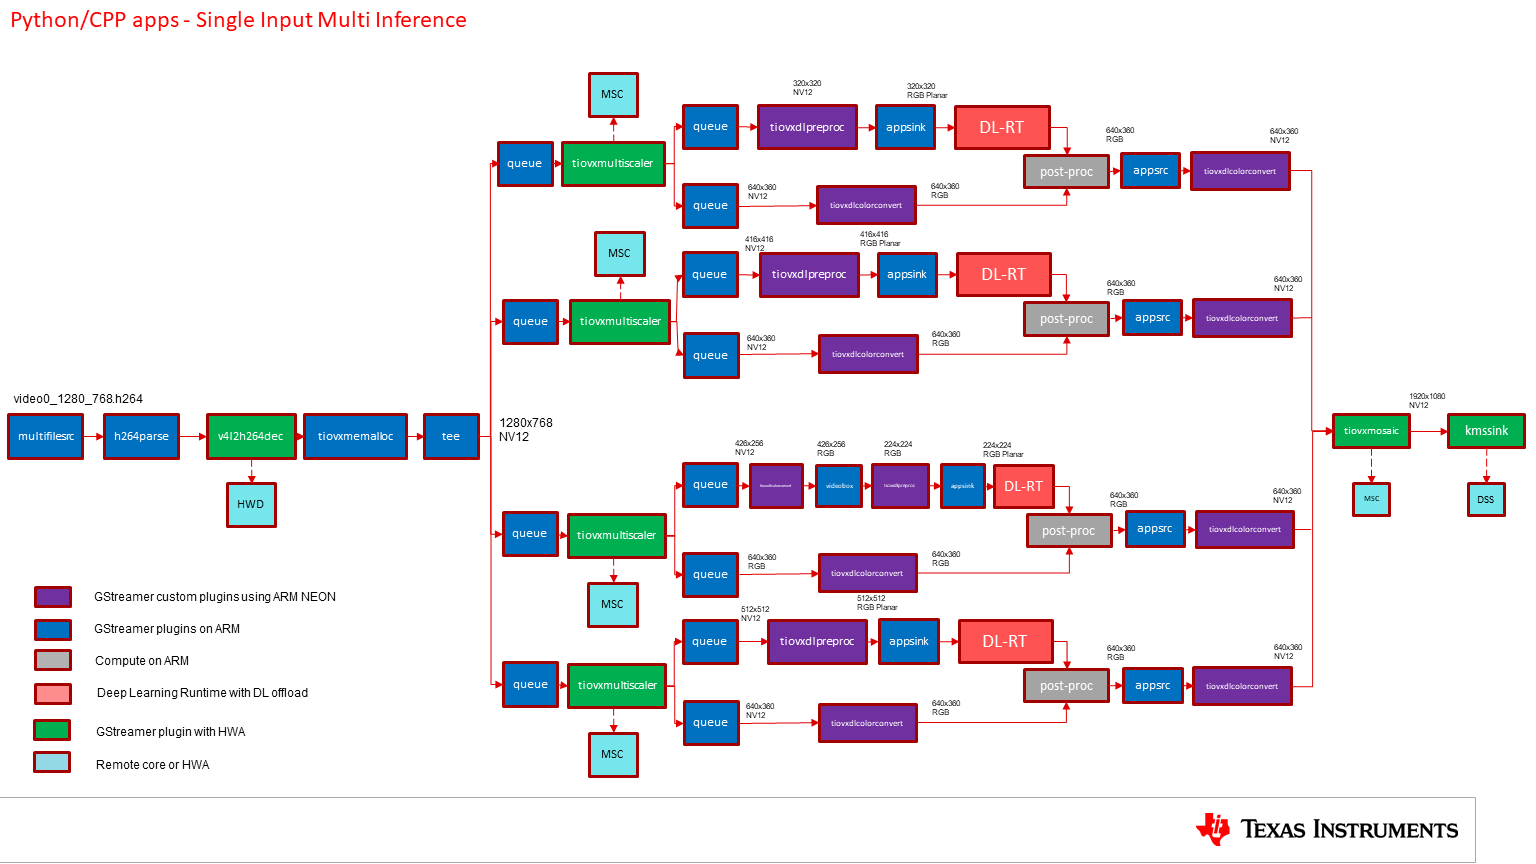 Python/CPP apps - Single Input Multi Inference
MSC
queue
tiovxmultiscaler
queue
320x320
NV12
tiovxdlpreproc
320x320
RGB Planar
appsink
DL-RT
queue
640x360
NV12
tiovxdlcolorconvert
640x360
RGB
post-proc
640x360
RGB
appsrc
640x360
NV12
tiovxdlcolorconvert
MSC
queue
tiovxmultiscaler
queue
416x416
NV12
tiovxdlpreproc
416x416
RGB Planar
appsink
DL-RT
queue
640x360
NV12
tiovxdlcolorconvert
640x360
RGB
post-proc
640x360
RGB
appsrc
640x360
NV12
tiovxdlcolorconvert
video0_1280_768.h264
multifilesrc
h264parse
v4l2h264dec
tiovxmemalloc
tee
1280x768
NV12
HWD
queue
tiovxmultiscaler
MSC
queue
426x256
NV12
426x256
RGB
videobox
224x224
RGB
tiovxdlpreproc
appsink
224x224
RGB Planar
DL-RT
queue
640x360
RGB
tiovxdlcolorconvert
640x360
RGB
post-proc
640x360
RGB
appsrc
640x360
NV12
tiovxdlcolorconvert
queue
tiovxmultiscaler
MSC
queue
512x512
NV12
tiovxdlpreproc
512x512
RGB Planar
appsink
DL-RT
queue
640x360
NV12
tiovxdlcolorconvert
640x360
RGB
post-proc
640x360
RGB
appsrc
640x360
NV12
tiovxdlcolorconvert
tiovxmosaic
1920x1080
NV12
kmssink
MSC
DSS
GStreamer custom plugins using ARM NEON
GStreamer plugins on ARM
Compute on ARM
Deep Learning Runtime with DL offload
GStreamer plugin with HWA
Remote core or HWA
TEXAS INSTRUMENTS